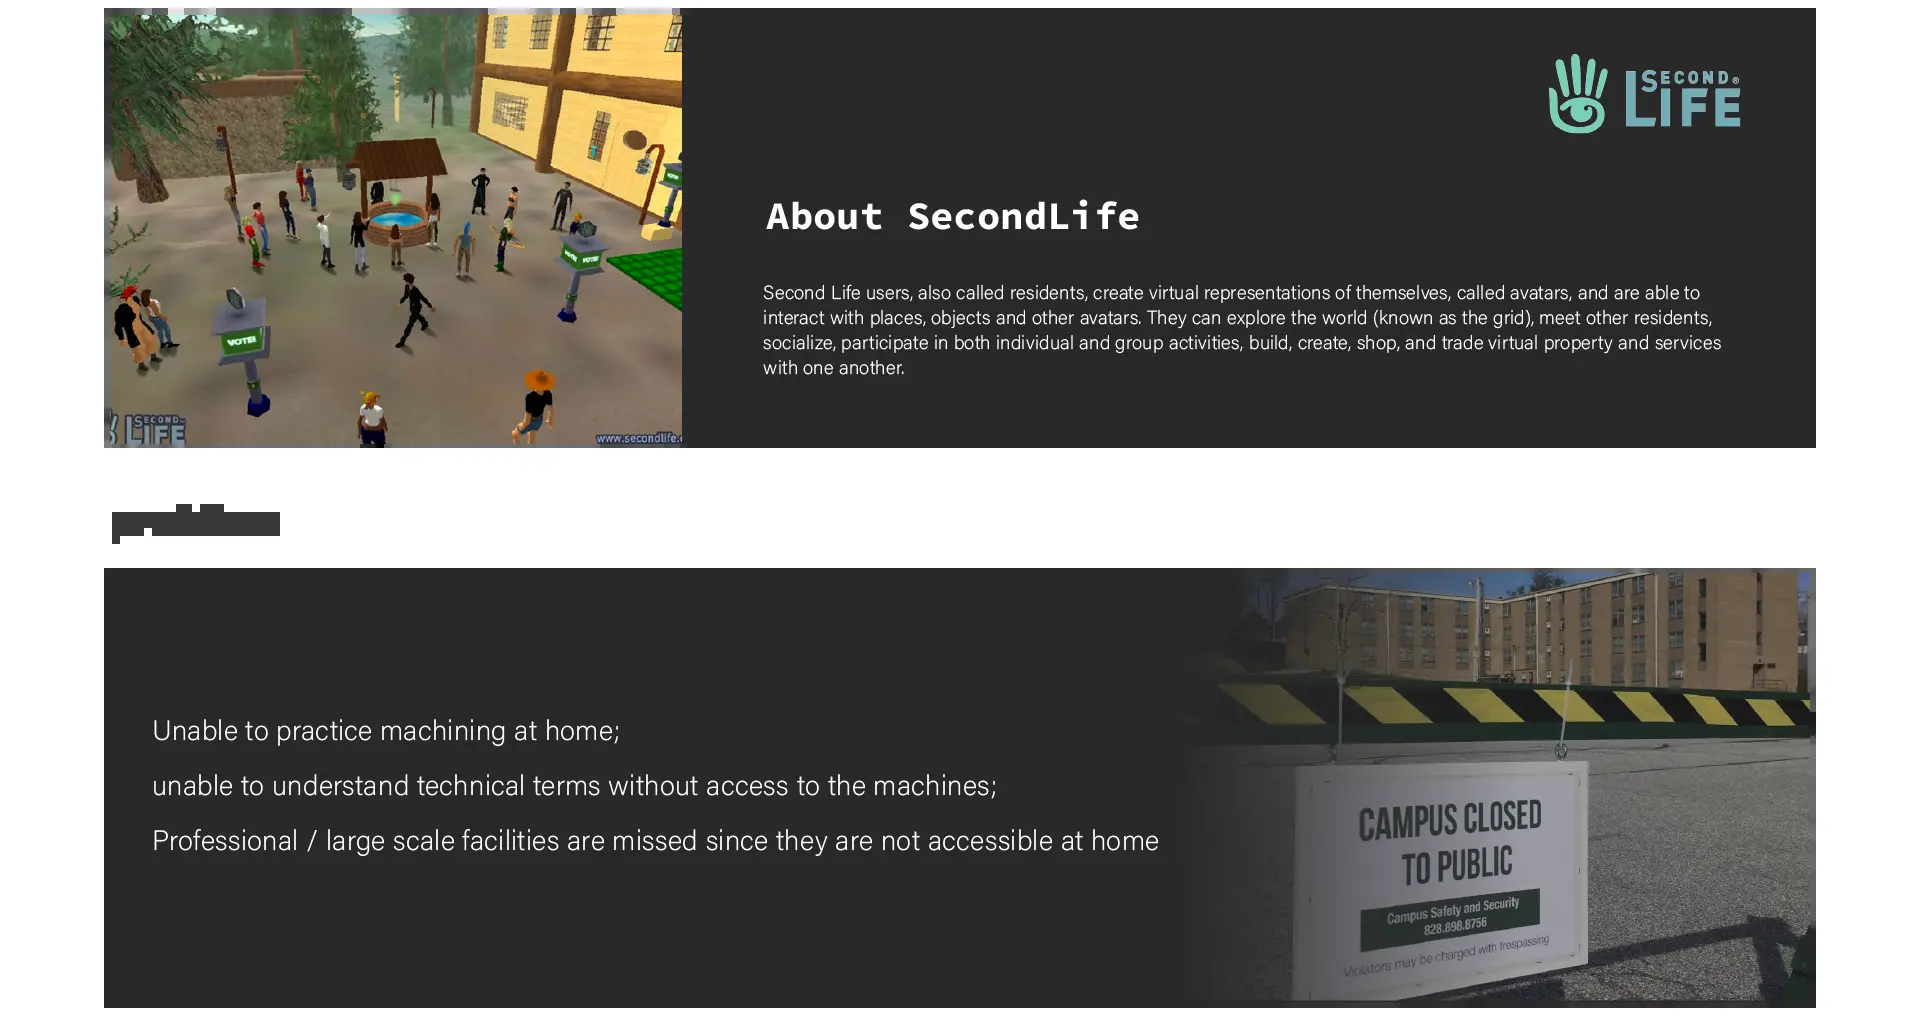 SECOND®
LIFE
About SecondLife
Second Life users, also called residents, create virtual representations of themselves, called avatars, and are able to
interact with places, objects and other avatars. They can explore the world (known as the grid), meet other residents,
socialize, participate in both individual and group activities, build, create, shop, and trade virtual property and services
with one another.
VOTE!
VOTE!
VOTE!
VOTE!
SECOND
LIFE
www.secondlife.c
Unable to practice machining at home;
unable to understand technical terms without access to the machines;
Professional / large scale facilities are missed since they are not accessible at home
CAMPUS CLOSED
TO PUBLIC
Campus Safety and Security
828.898.8756
Violators may be charged with trespassing